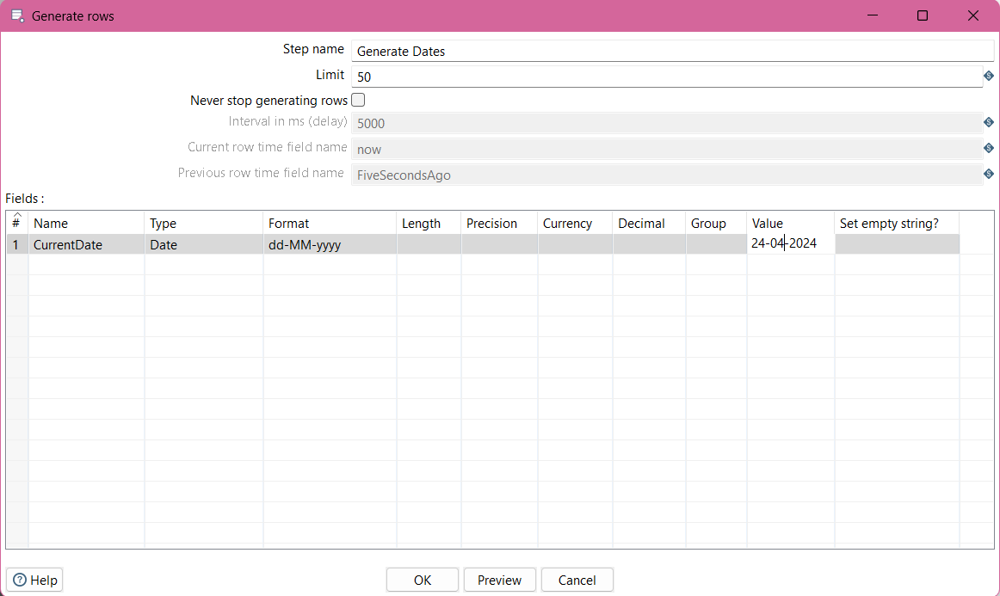 Generate rows
Step name Generate Dates
Limit 50
Never stop generating rows
Interval in ms (delay) 5000
Current row time field name now
Previous row time field name FiveSecondsAgo
Fields :
# Name Type Format Length Precision Currency Decimal Group Value Set empty string?
1 CurrentDate Date dd-MM-yyyy 24-04-2024
? Help OK Preview Cancel